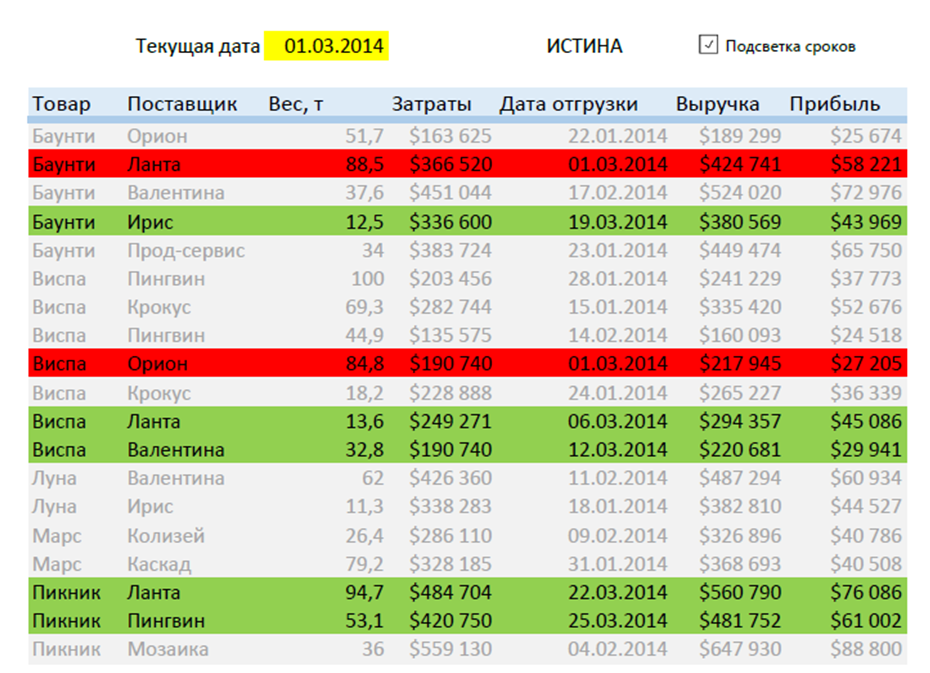 Текущая дата 01.03.2014 ИСТИНА Подсветка сроков
Товар Поставщик Вес, т Затраты Дата отгрузки Выручка Прибыль
Баунти Орион 51,7 $163 625 22.01.2014 $189 299 $25 674
Баунти Ланта 88,5 $366 520 01.03.2014 $424 741 $58 221
Баунти Валентина 37,6 $451 044 17.02.2014 $524 020 $72 976
Баунти Ирис 12,5 $336 600 19.03.2014 $380 569 $43 969
Баунти Прод-сервис 34 $383 724 23.01.2014 $449 474 $65 750
Виспа Пингвин 100 $203 456 28.01.2014 $241 229 $37 773
Виспа Крокус 69,3 $282 744 15.01.2014 $335 420 $52 676
Виспа Пингвин 44,9 $135 575 14.02.2014 $160 093 $24 518
Виспа Орион 84,8 $190 740 01.03.2014 $217 945 $27 205
Виспа Крокус 18,2 $228 888 24.01.2014 $265 227 $36 339
Виспа Ланта 13,6 $249 271 06.03.2014 $294 357 $45 086
Виспа Валентина 32,8 $190 740 12.03.2014 $220 681 $29 941
Луна Валентина 62 $426 360 11.02.2014 $487 294 $60 934
Луна Ирис 11,3 $338 283 18.01.2014 $382 810 $44 527
Марс Колизей 26,4 $286 110 09.02.2014 $326 896 $40 786
Марс Каскад 79,2 $328 185 31.01.2014 $368 693 $40 508
Пикник Ланта 94,7 $484 704 22.03.2014 $560 790 $76 086
Пикник Пингвин 53,1 $420 750 25.03.2014 $481 752 $61 002
Пикник Мозаика 36 $559 130 04.02.2014 $647 930 $88 800